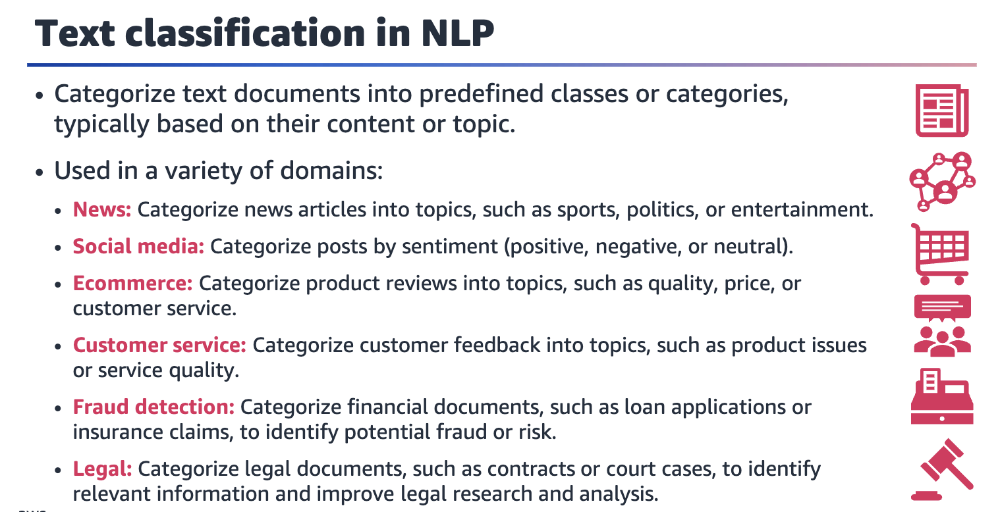 Text classification in NLP
• Categorize text documents into predefined classes or categories,
typically based on their content or topic.
• Used in a variety of domains:
• News: Categorize news articles into topics, such as sports, politics, or entertainment.
• Social media: Categorize posts by sentiment (positive, negative, or neutral).
• Ecommerce: Categorize product reviews into topics, such as quality, price, or
customer service.
• Customer service: Categorize customer feedback into topics, such as product issues
or service quality.
• Fraud detection: Categorize financial documents, such as loan applications or
insurance claims, to identify potential fraud or risk.
• Legal: Categorize legal documents, such as contracts or court cases, to identify
relevant information and improve legal research and analysis.